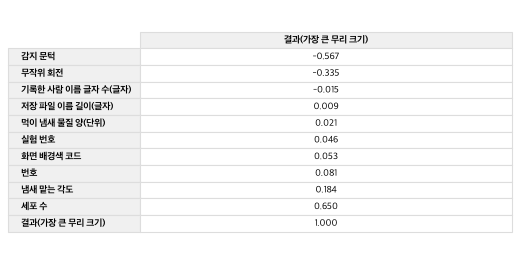 결과(가장 큰 무리 크기)
감지 문턱 -0.567
무작위 회전 -0.335
기록한 사람 이름 글자 수(글자) -0.015
저장 파일 이름 길이(글자) 0.009
먹이 냄새 물질 양(단위) 0.021
실험 번호 0.046
화면 배경색 코드 0.053
번호 0.081
냄새 맡는 각도 0.184
세포 수 0.650
결과(가장 큰 무리 크기) 1.000